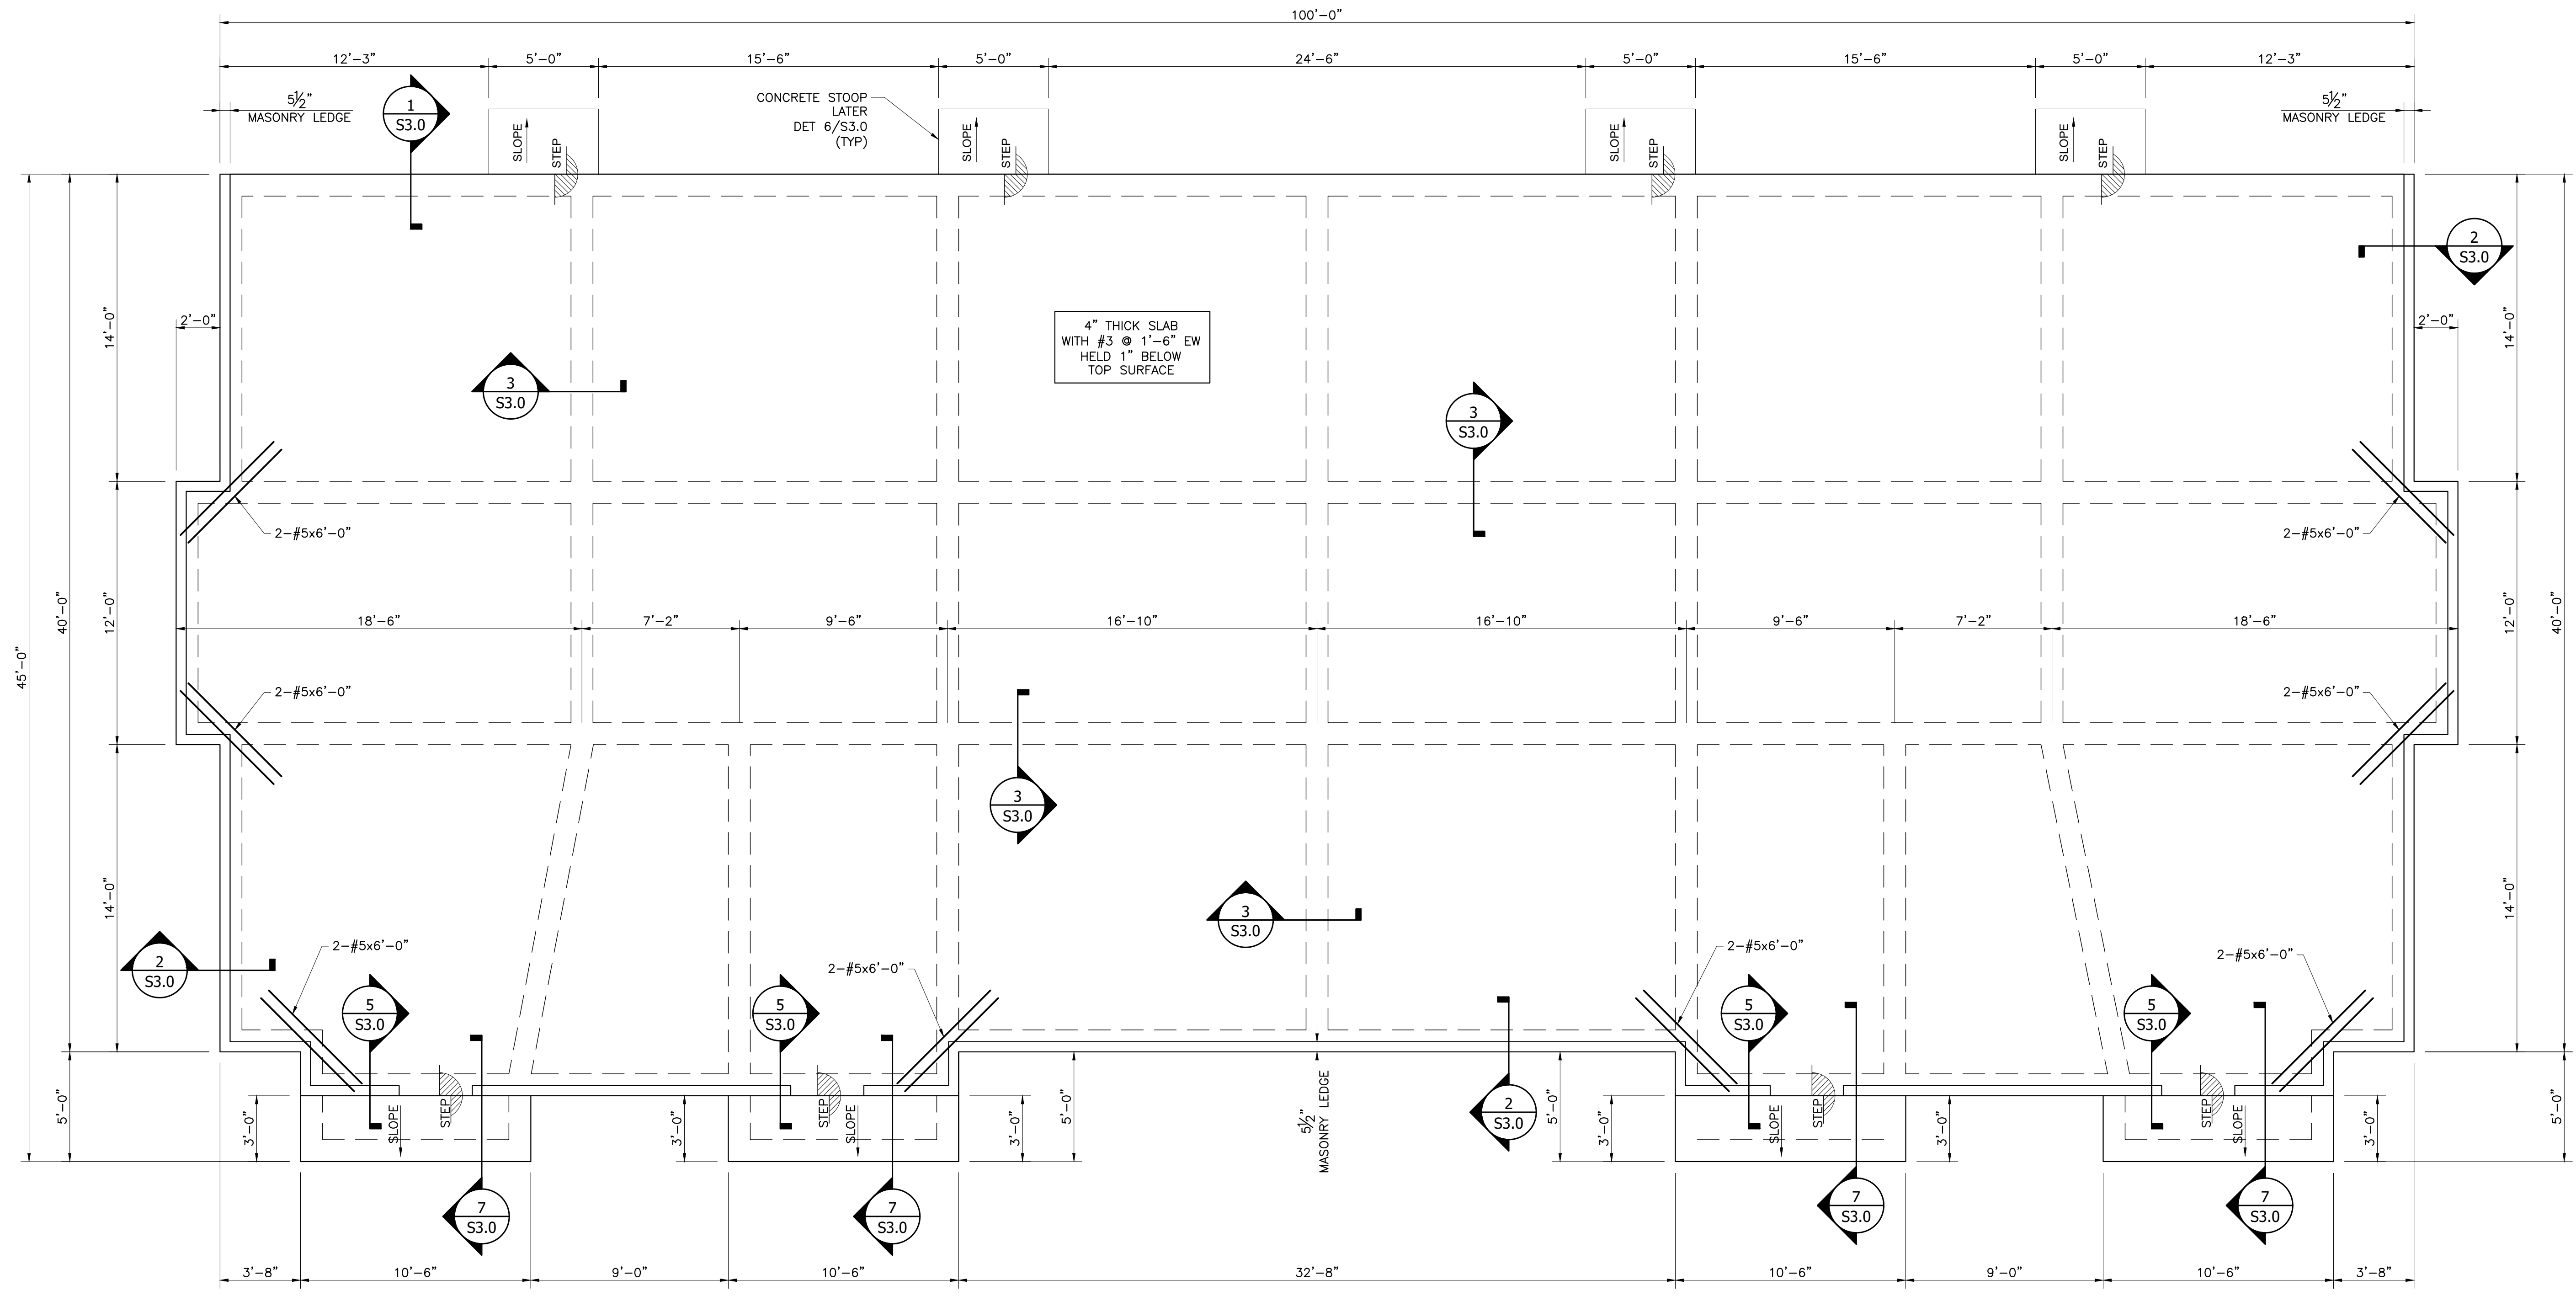 100'-0"
12'-3"
5'-0"
15'-6"
5'-0"
24'-6"
5'-0"
15'-6"
5'-0"
12'-3"
5½"
MASONRY LEDGE
1
S3.0
CONCRETE STOOP
LATER
DET 6/S3.0
(TYP)
5½"
MASONRY LEDGE
SLOPE
STEP
SLOPE
STEP
SLOPE
STEP
SLOPE
STEP
2
S3.0
2'-0"
14'-0"
4" THICK SLAB
WITH #3 @ 1'-6" EW
HELD 1" BELOW
TOP SURFACE
2'-0"
14'-0"
3
S3.0
3
S3.0
2-#5x6'-0"
2-#5x6'-0"
45'-0"
40'-0"
12'-0"
18'-6"
7'-2"
9'-6"
16'-10"
16'-10"
9'-6"
7'-2"
18'-6"
12'-0"
40'-0"
2-#5x6'-0"
2-#5x6'-0"
3
S3.0
14'-0"
3
S3.0
14'-0"
2
S3.0
2-#5x6'-0"
2-#5x6'-0"
2-#5x6'-0"
2-#5x6'-0"
5
S3.0
5
S3.0
5
S3.0
5
S3.0
5'-0"
3'-0"
SLOPE
STEP
3'-0"
STEP
SLOPE
3'-0"
5'-0"
5½"
MASONRY LEDGE
2
S3.0
5'-0"
3'-0"
SLOPE
STEP
3'-0"
STEP
SLOPE
3'-0"
5'-0"
7
S3.0
7
S3.0
7
S3.0
7
S3.0
3'-8"
10'-6"
9'-0"
10'-6"
32'-8"
10'-6"
9'-0"
10'-6"
3'-8"